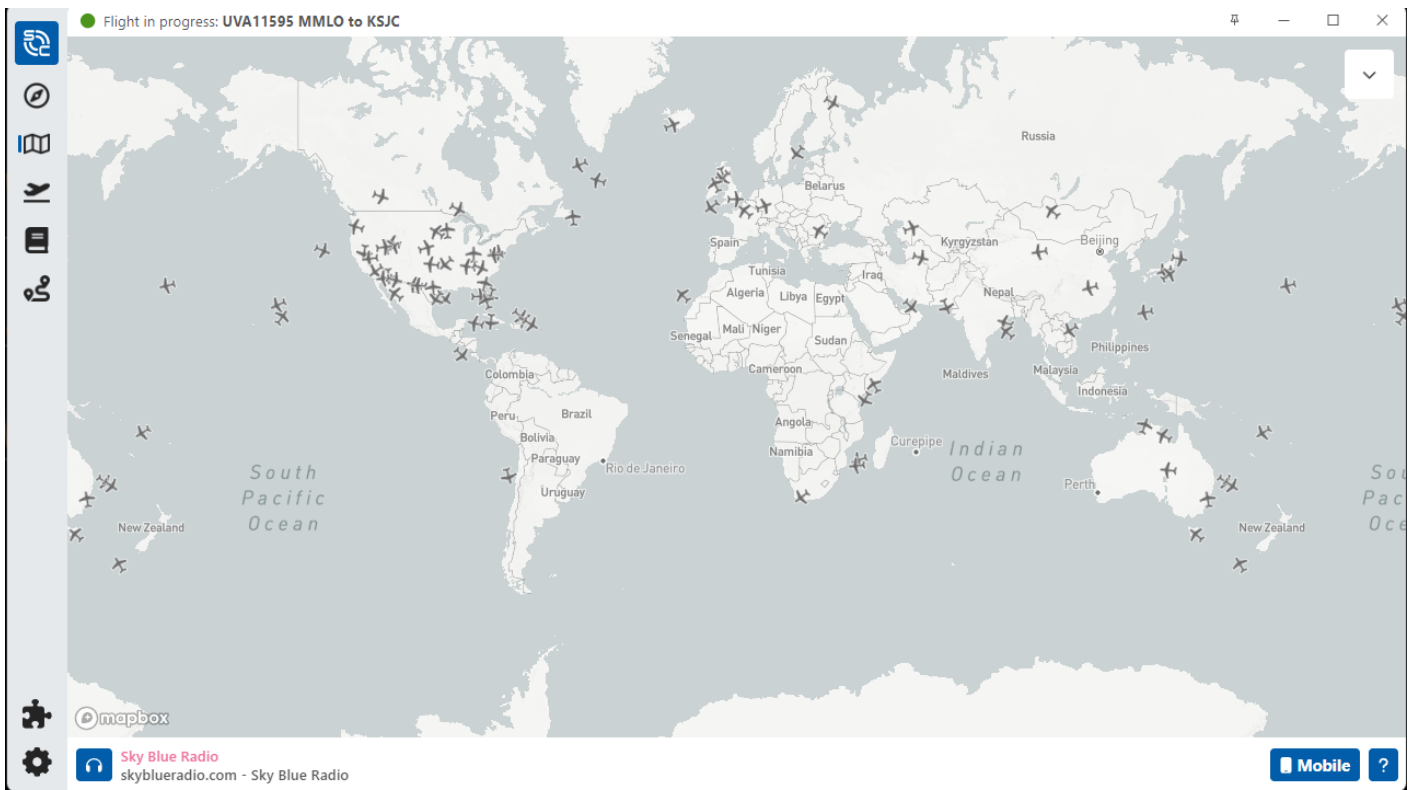 Flight in progress: UVA11595 MMLO to KSJC
Russia
Belarus
Spain
Kyrgyzstan
Beijing
Tunisia
Iraq
Algeria
Libya
Egypt
Nepal
Senegal
Mali
Niger
Sudan
Philippines
Colombia
Cameroon
Maldives
Malaysia
Indonesia
Peru
Brazil
Angola
Bolivia
Namibia
Curepipe
Indian
Ocean
Paraguay
Rio de Janeiro
South
Pacific
Ocean
Uruguay
Perth
Sou
Pac
Oce
New Zealand
New Zealand
mapbox
Sky Blue Radio
skyblueradio.com - Sky Blue Radio
Mobile
?